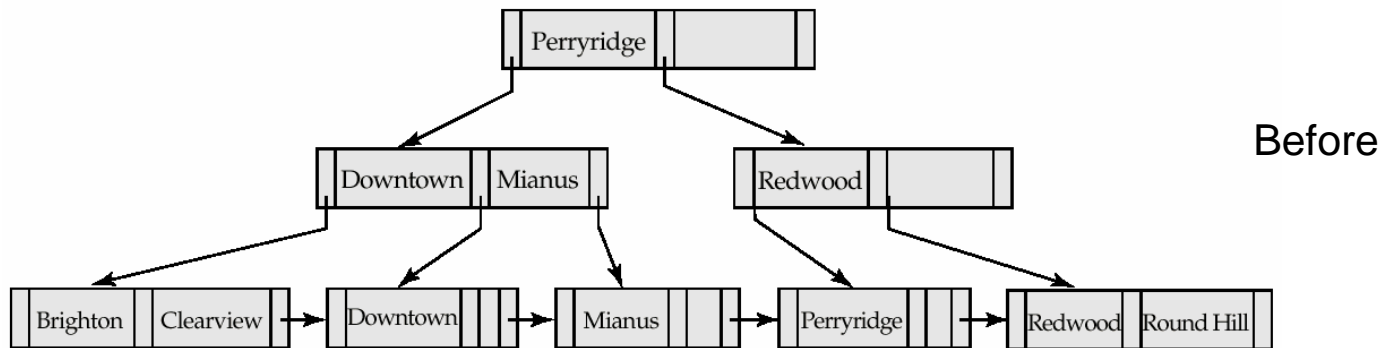 Perryridge
Before
Downtown Mianus Redwood
Brighton Clearview Downtown Mianus Perryridge Redwood Round Hill